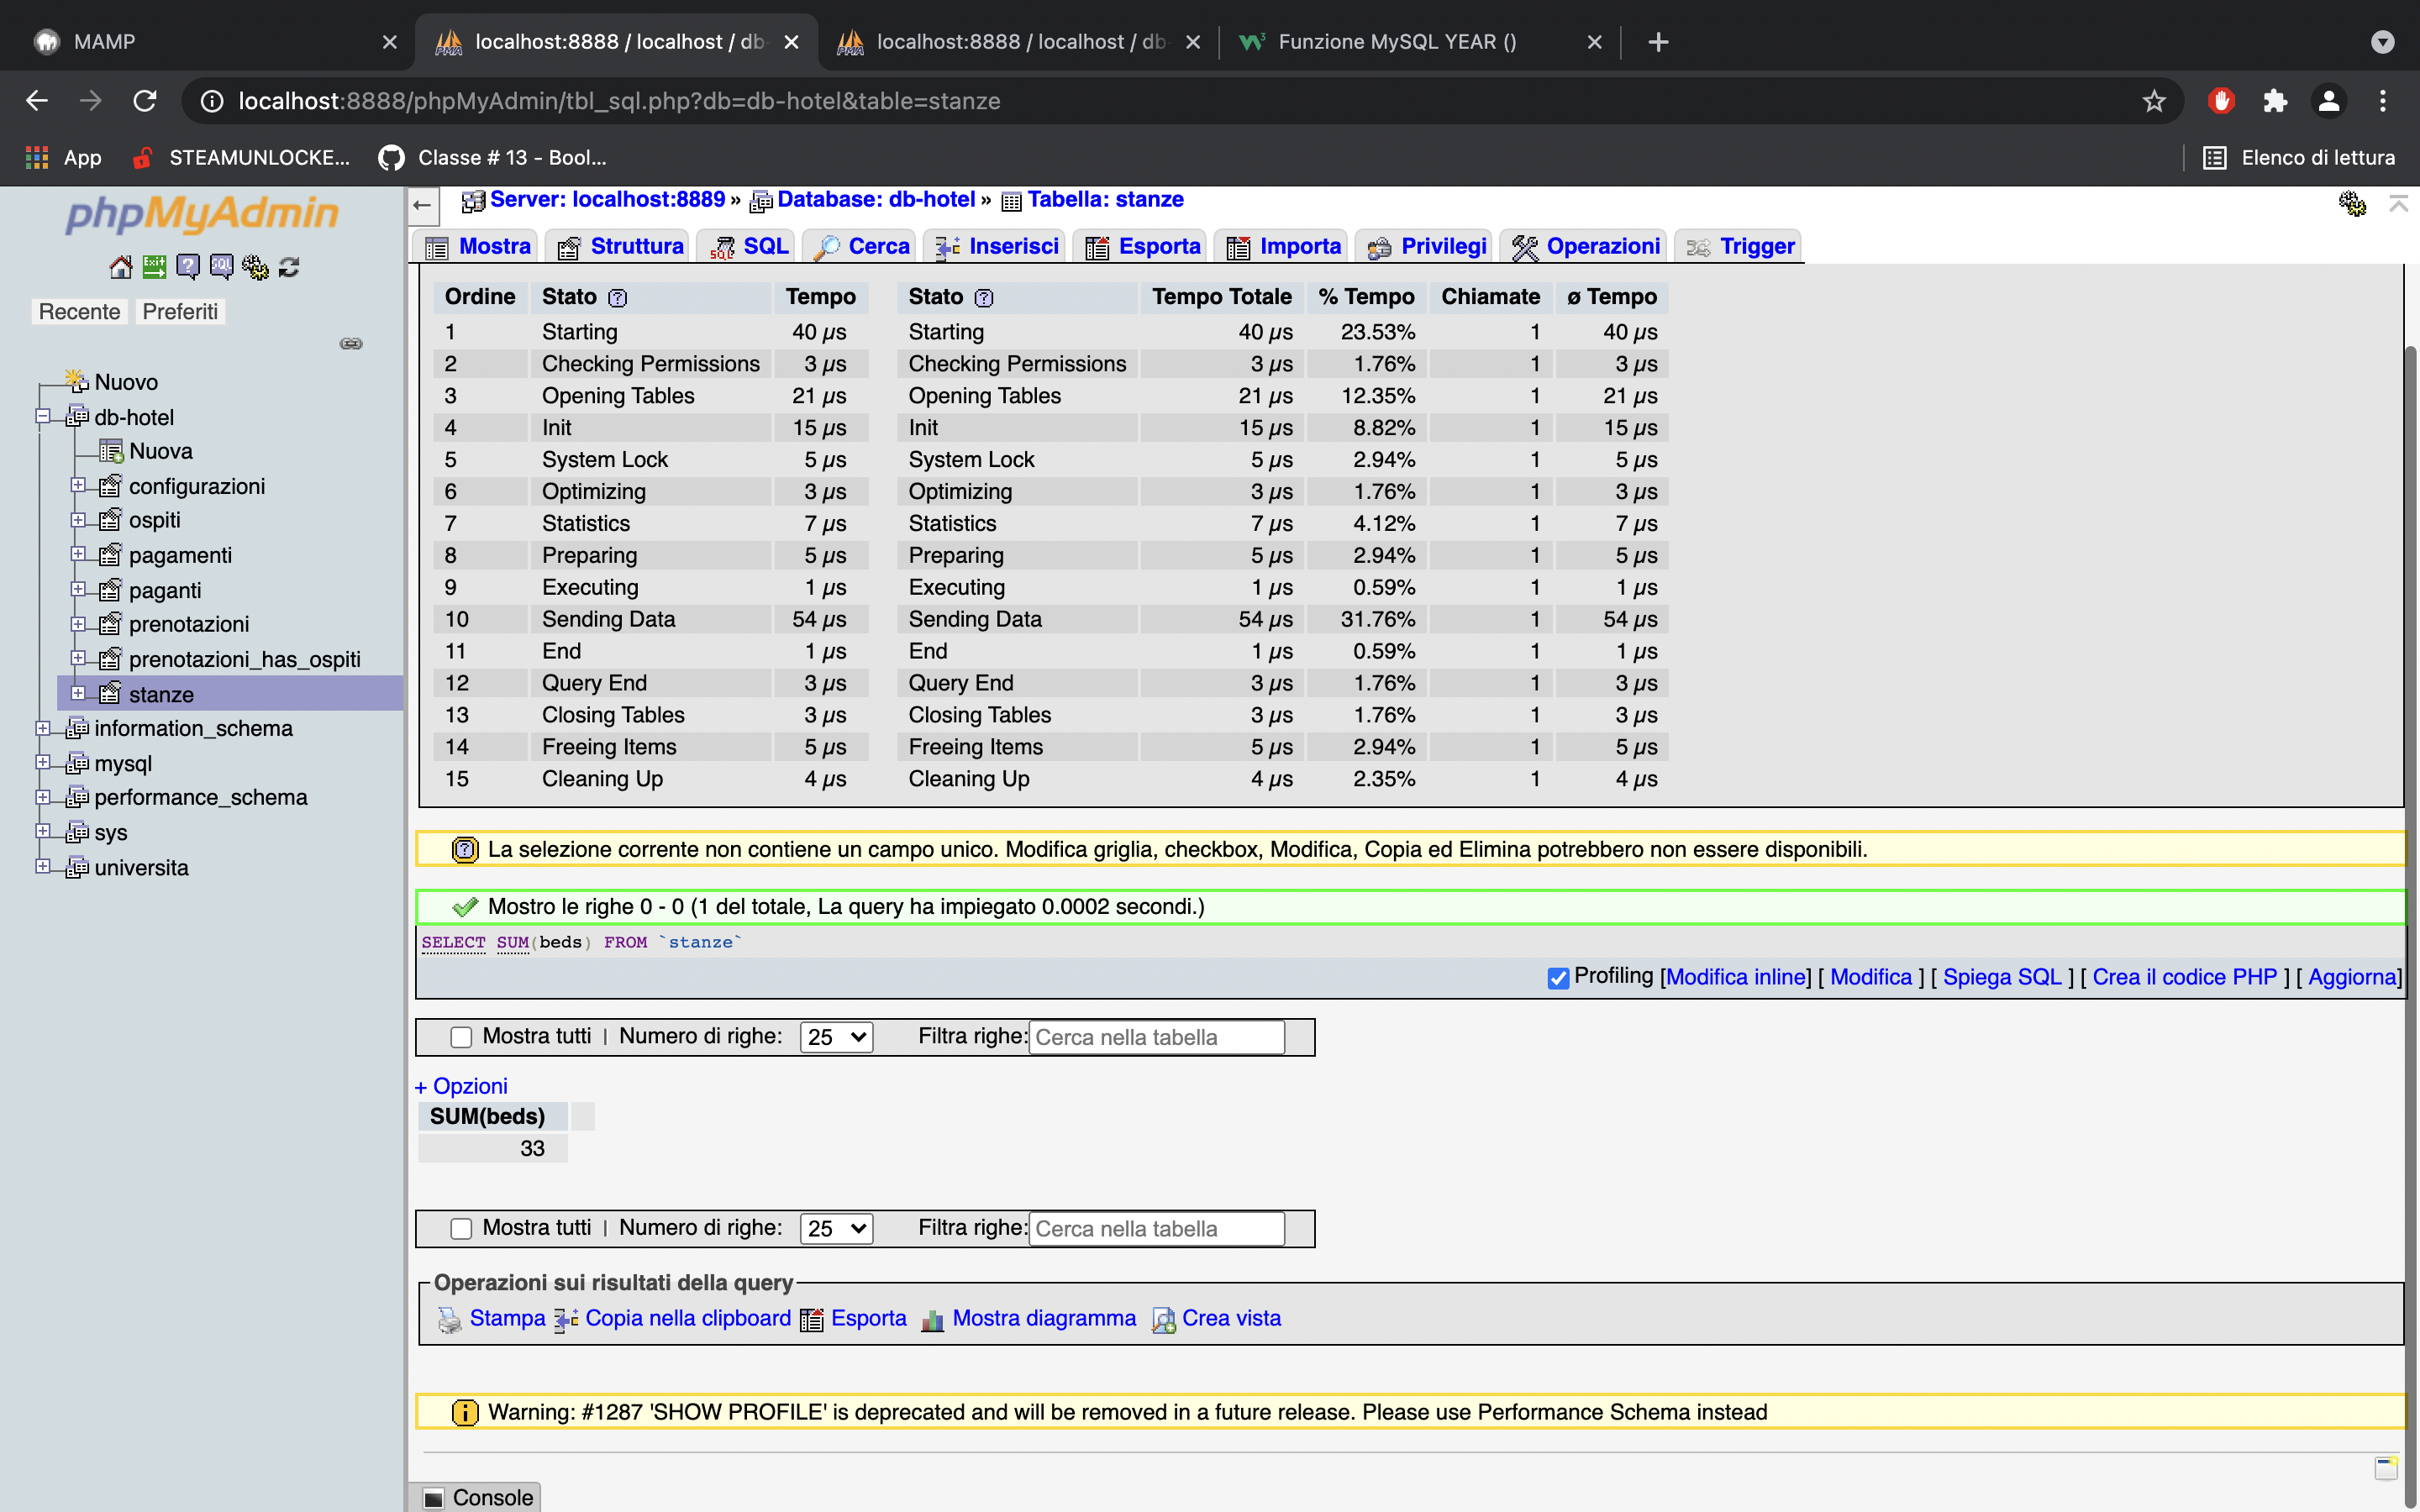 MAMP
localhost:8888 / localhost / db-
localhost:8888 / localhost / db-
Funzione MySQL YEAR ()
localhost:8888/phpMyAdmin/tbl_sql.php?db=db-hotel&table=stanze
App
STEAMUNLOCKE...
Classe # 13 - Bool...
Elenco di lettura
phpMyAdmin
Recente
Preferiti
Nuovo
db-hotel
Nuova
configurazioni
ospiti
pagamenti
paganti
prenotazioni
prenotazioni_has_ospiti
stanze
information_schema
mysql
performance_schema
sys
universita
Server: localhost:8889 » Database: db-hotel » Tabella: stanze
Mostra Struttura SQL Cerca Inserisci Esporta Importa Privilegi Operazioni Trigger
Ordine Stato Tempo Stato Tempo Totale % Tempo Chiamate ø Tempo
1 Starting 40 µs Starting 40 µs 23.53% 1 40 µs
2 Checking Permissions 3 µs Checking Permissions 3 µs 1.76% 1 3 µs
3 Opening Tables 21 µs Opening Tables 21 µs 12.35% 1 21 µs
4 Init 15 µs Init 15 µs 8.82% 1 15 µs
5 System Lock 5 µs System Lock 5 µs 2.94% 1 5 µs
6 Optimizing 3 µs Optimizing 3 µs 1.76% 1 3 µs
7 Statistics 7 µs Statistics 7 µs 4.12% 1 7 µs
8 Preparing 5 µs Preparing 5 µs 2.94% 1 5 µs
9 Executing 1 µs Executing 1 µs 0.59% 1 1 µs
10 Sending Data 54 µs Sending Data 54 µs 31.76% 1 54 µs
11 End 1 µs End 1 µs 0.59% 1 1 µs
12 Query End 3 µs Query End 3 µs 1.76% 1 3 µs
13 Closing Tables 3 µs Closing Tables 3 µs 1.76% 1 3 µs
14 Freeing Items 5 µs Freeing Items 5 µs 2.94% 1 5 µs
15 Cleaning Up 4 µs Cleaning Up 4 µs 2.35% 1 4 µs
La selezione corrente non contiene un campo unico. Modifica griglia, checkbox, Modifica, Copia ed Elimina potrebbero non essere disponibili.
Mostro le righe 0 - 0 (1 del totale, La query ha impiegato 0.0002 secondi.)
SELECT SUM(beds) FROM `stanze`
Profiling [Modifica inline] [ Modifica ] [ Spiega SQL ] [ Crea il codice PHP ] [ Aggiorna]
Mostra tutti | Numero di righe: 25 Filtra righe: Cerca nella tabella
+ Opzioni
SUM(beds)
33
Mostra tutti | Numero di righe: 25 Filtra righe: Cerca nella tabella
Operazioni sui risultati della query
Stampa Copia nella clipboard Esporta Mostra diagramma Crea vista
Warning: #1287 'SHOW PROFILE' is deprecated and will be removed in a future release. Please use Performance Schema instead
Console